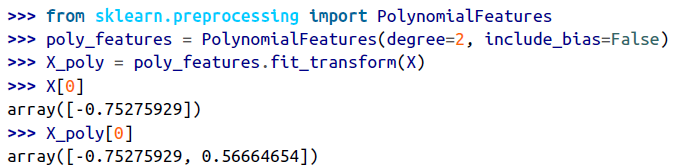 >>> from sklearn.preprocessing import PolynomialFeatures
>>> poly_features = PolynomialFeatures(degree=2, include_bias=False)
>>> X_poly = poly_features.fit_transform(X)
>>> X[0]
array([-0.75275929])
>>> X_poly[0]
array([-0.75275929, 0.56664654])